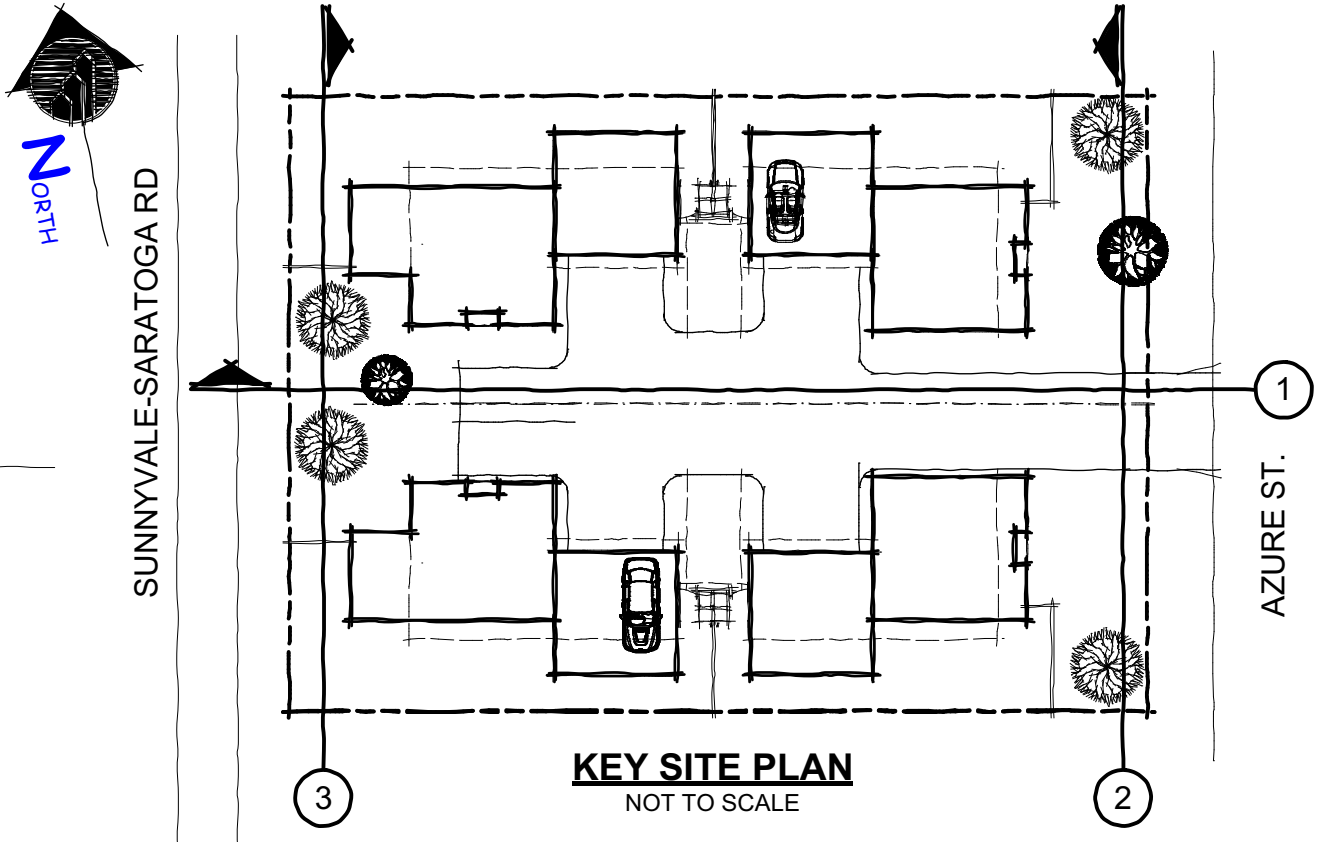 NORTH
SUNNYVALE-SARATOGA RD
1
AZURE ST.
KEY SITE PLAN
NOT TO SCALE
3
2